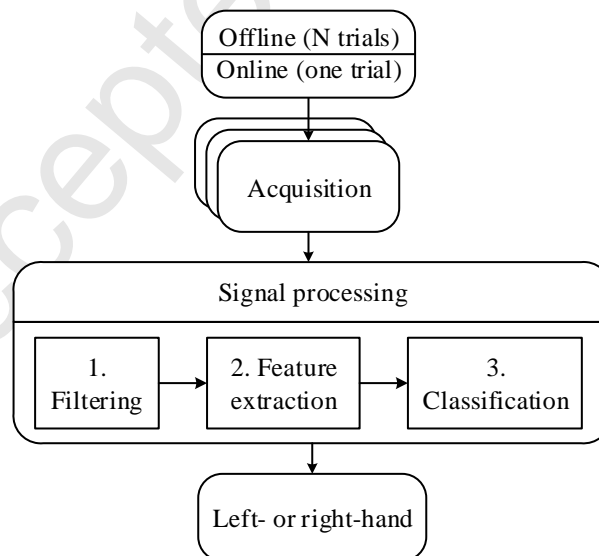 Offline (N trials)
Online (one trial)
Acquisition
Signal processing
1.
Filtering
2. Feature
extraction
3.
Classification
Left- or right-hand